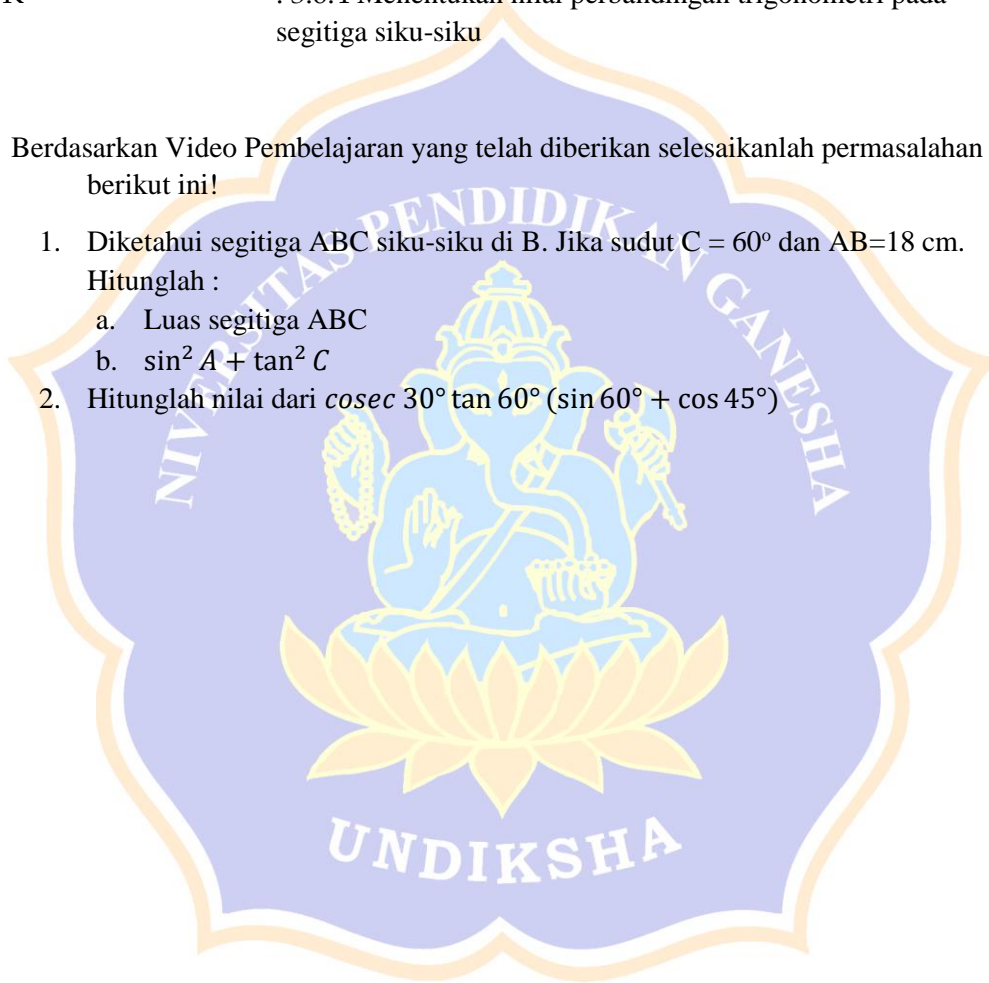 segitiga siku-siku
Berdasarkan Video Pembelajaran yang telah diberikan selesaikanlah permasalahan
berikut ini!
1. Diketahui segitiga ABC siku-siku di B. Jika sudut C = 60° dan AB=18 cm.
Hitunglah :
a. Luas segitiga ABC
b. sin² A + tan² C
2. Hitunglah nilai dari cosec 30° tan 60° (sin 60° + cos 45°)
NIVERSITAS PENDIDIKAN GANESHA
UNDIKSHA